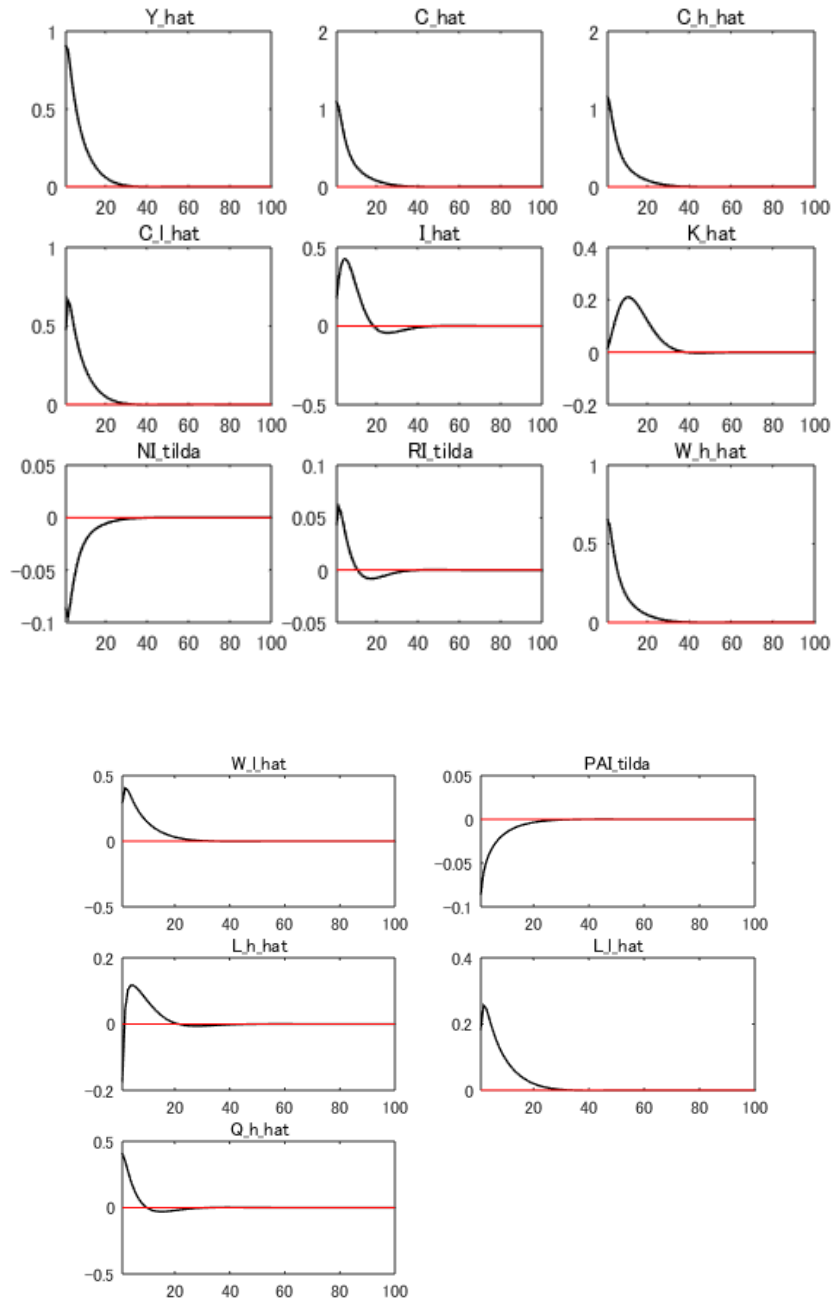 Y_hat C_hat C_h_hat
1 2 2
0.5 1 1
0 0 0
20 40 60 80 100 20 40 60 80 100 20 40 60 80 100
C_l_hat I_hat K_hat
1 0.5 0.4
0.5 0 0.2
0
0 −0.5 −0.2
20 40 60 80 100 20 40 60 80 100 20 40 60 80 100
NI_tilda RI_tilda W_h_hat
0.05 0.1 1
0 0.05 0.5
−0.05 0
−0.1 −0.05 0
20 40 60 80 100 20 40 60 80 100 20 40 60 80 100
W_l_hat PAI_tilda
0.5 0.05
0 0
−0.05
−0.5 −0.1
20 40 60 80 100 20 40 60 80 100
L_h_hat L_l_hat
0.2 0.4
0 0.2
−0.2 0
20 40 60 80 100 20 40 60 80 100
Q_h_hat
0.5
0
−0.5
20 40 60 80 100